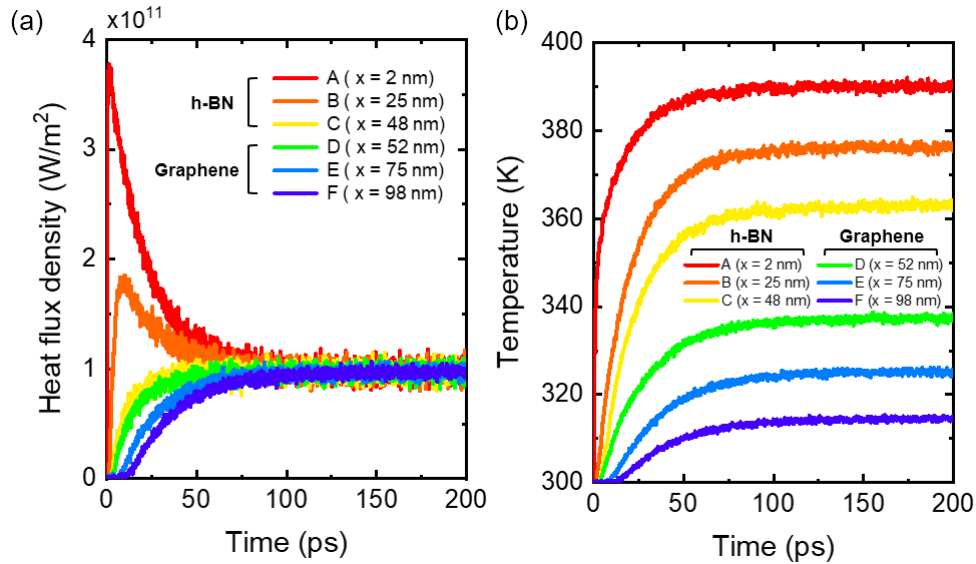 (a)
x10¹¹
4
3
2
1
0
Heat flux density (W/m²)
h-BN
A ( x = 2 nm)
B ( x = 25 nm)
C ( x = 48 nm)
Graphene
D ( x = 52 nm)
E ( x = 75 nm)
F ( x = 98 nm)
0 50 100 150 200
Time (ps)
(b)
400
380
360
340
320
300
Temperature (K)
h-BN
A (x = 2 nm)
B (x = 25 nm)
C (x = 48 nm)
Graphene
D (x = 52 nm)
E (x = 75 nm)
F (x = 98 nm)
0 50 100 150 200
Time (ps)